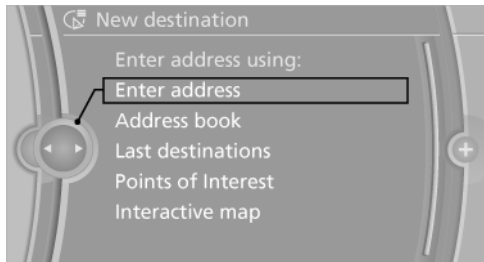 New destination
Enter address using:
Enter address
Address book
Last destinations
Points of Interest
Interactive map